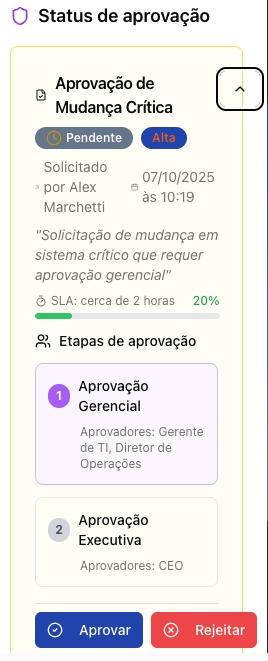 Status de aprovação
Aprovação de
Mudança Crítica
Pendente
Alta
Solicitado
por Alex
Marchetti
07/10/2025
às 10:19
"Solicitação de mudança em
sistema crítico que requer
aprovação gerencial"
SLA: cerca de 2 horas
20%
Etapas de aprovação
1
Aprovação
Gerencial
Aprovadores: Gerente
de TI, Diretor de
Operações
2
Aprovação
Executiva
Aprovadores: CEO
Aprovar
Rejeitar